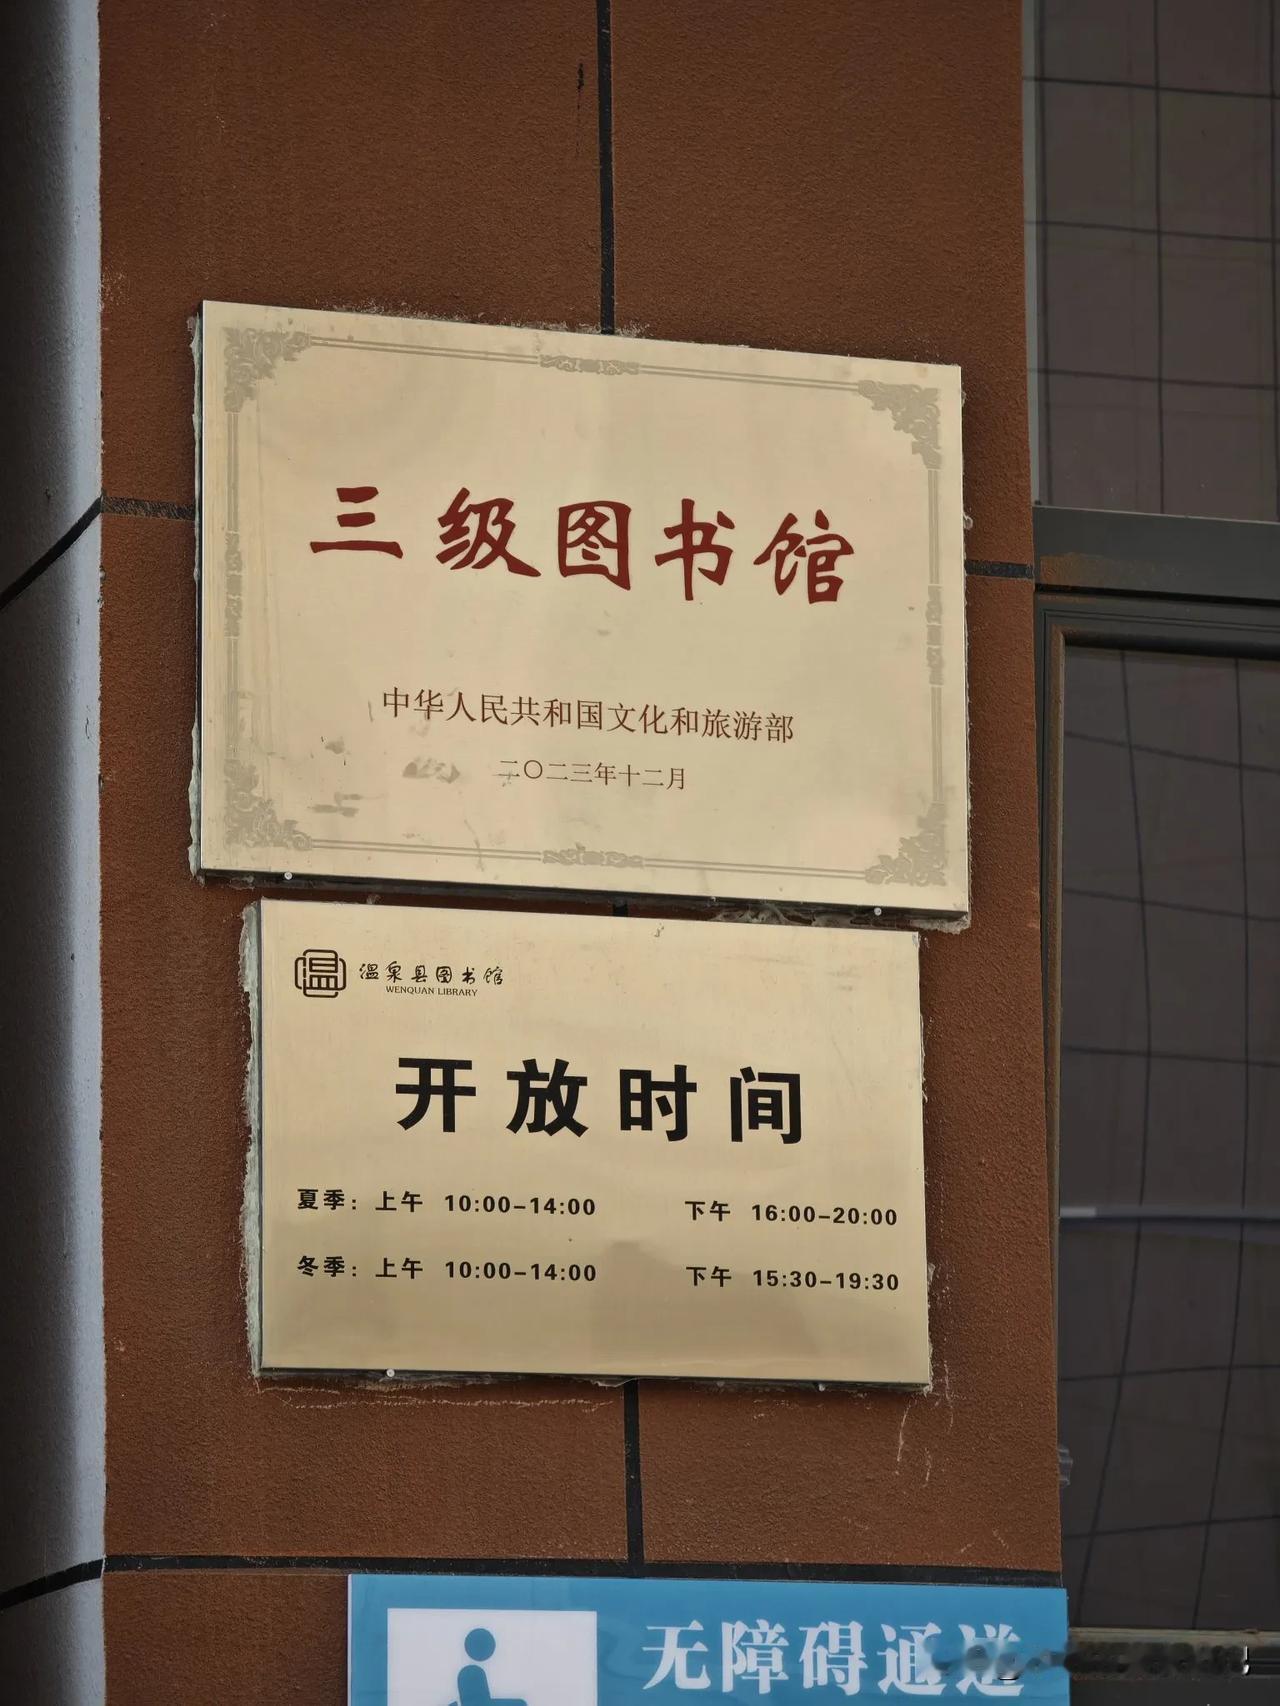 三级图书馆
中华人民共和国文化和旅游部
二〇二三年十二月
温 温泉县图书馆
WENQUAN LIBRARY
开放时间
夏季：上午 10:00-14:00 下午 16:00-20:00
冬季：上午 10:00-14:00 下午 15:30-19:30
无障碍通道